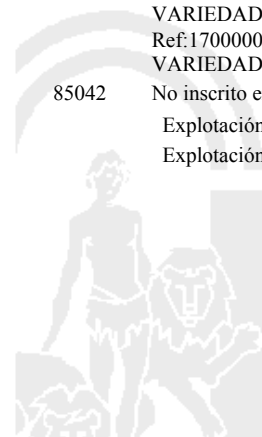 VARIEDAD
Ref:1700000
VARIEDAD
85042 No inscrito e
Explotación
Explotación